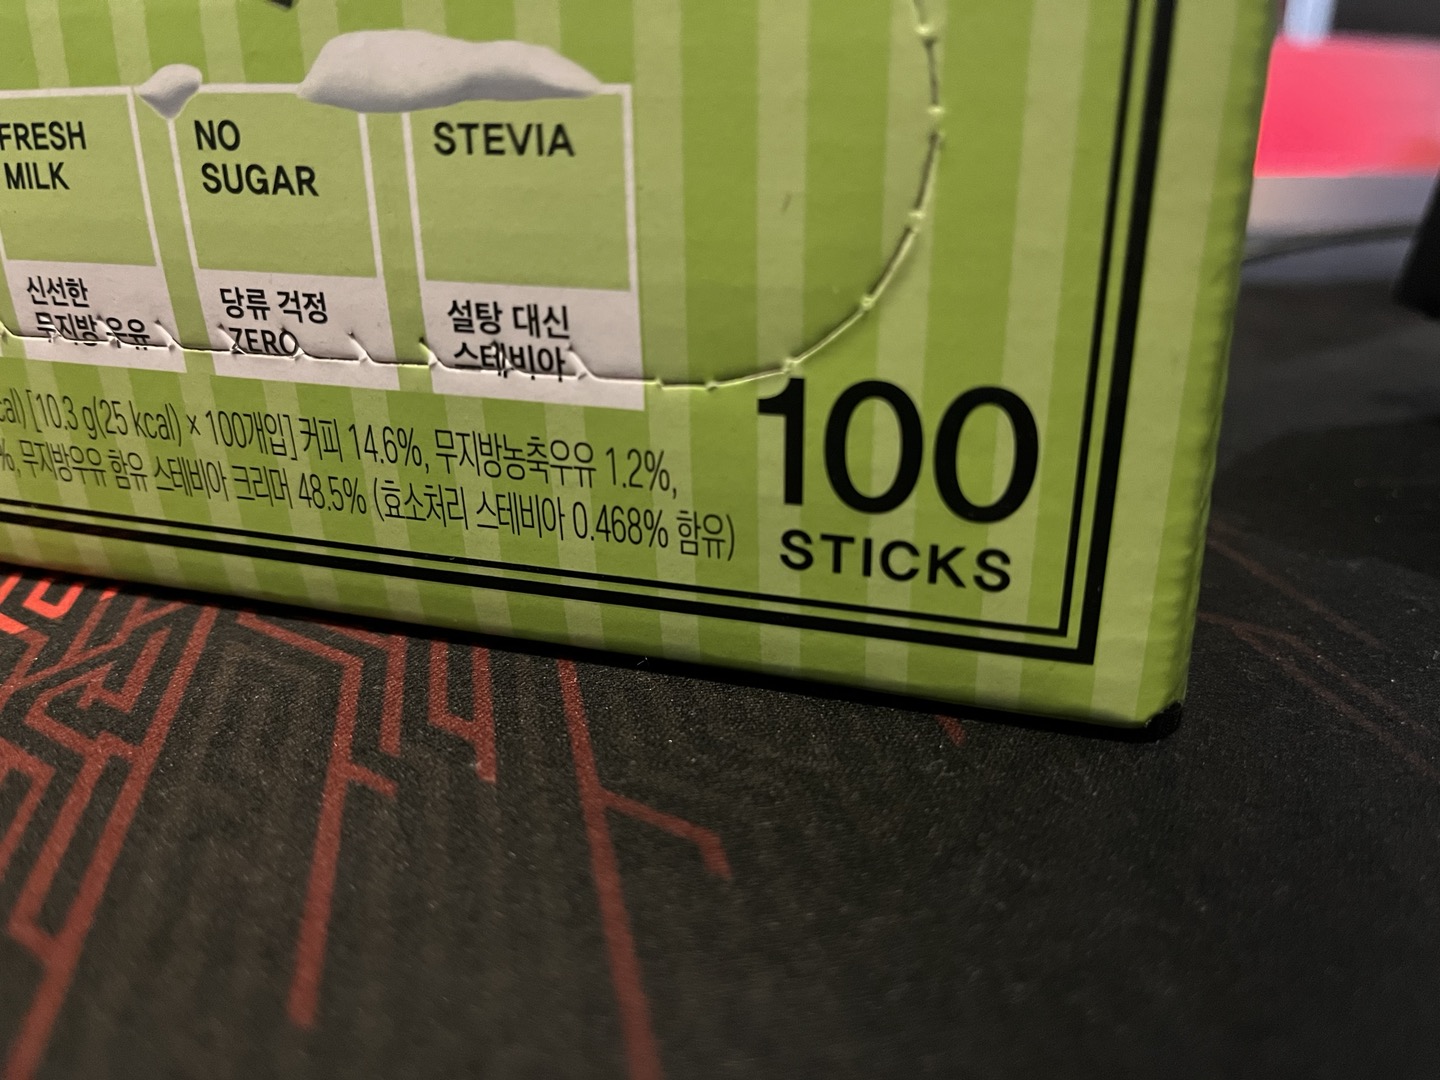 FRESH
MILK
신선한
무지방 우유
NO
SUGAR
당류 걱정
ZERO
STEVIA
설탕 대신
스테비아
cal) [10.3 g(25 kcal) × 100개입] 커피 14.6%, 무지방농축우유 1.2%,
%, 무지방우유 함유 스테비아 크리머 48.5% (효소처리 스테비아 0.468% 함유)
100
STICKS